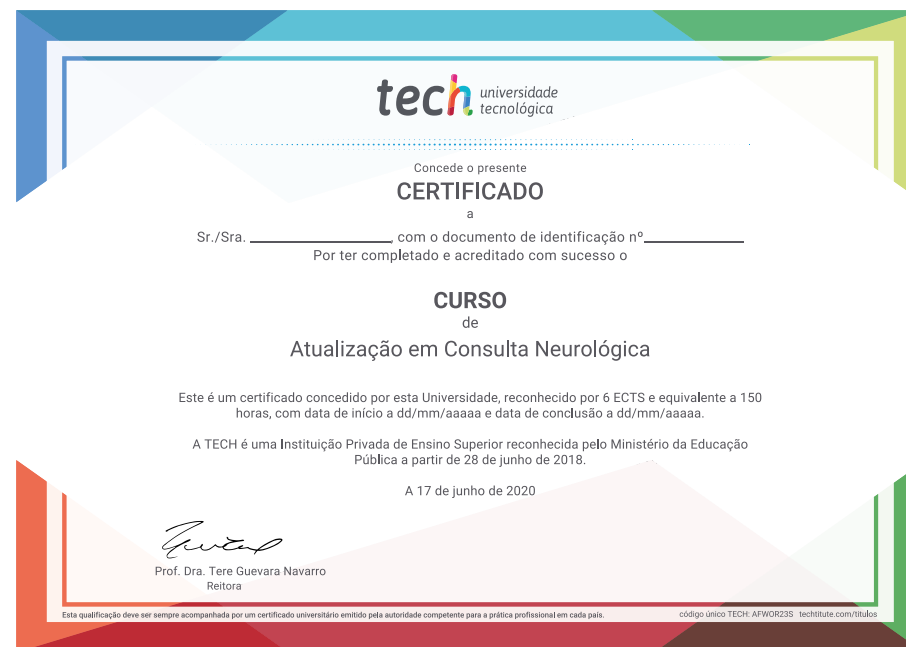 tech universidade
tecnológica
Concede o presente
CERTIFICADO
a
Sr./Sra. ____________________, com o documento de identificação nº______________
Por ter completado e acreditado com sucesso o
CURSO
de
Atualização em Consulta Neurológica
Este é um certificado concedido por esta Universidade, reconhecido por 6 ECTS e equivalente a 150
horas, com data de início a dd/mm/aaaaa e data de conclusão a dd/mm/aaaaa.
A TECH é uma Instituição Privada de Ensino Superior reconhecida pelo Ministério da Educação
Pública a partir de 28 de junho de 2018.
A 17 de junho de 2020
Prof. Dra. Tere Guevara Navarro
Reitora
Esta qualificação deve ser sempre acompanhada por um certificado universitário emitido pela autoridade competente para a prática profissional em cada país. código único TECH: AFWOR23S techtitute.com/titulos